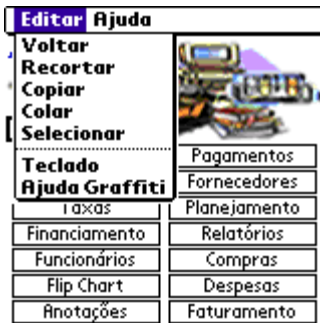 Editar Ajuda
Voltar
Recortar
Copiar
Colar
Selecionar
Teclado
Ajuda Graffiti
Pagamentos
Fornecedores
Taxas Planejamento
Financiamento Relatórios
Funcionários Compras
Flip Chart Despesas
Anotações Faturamento